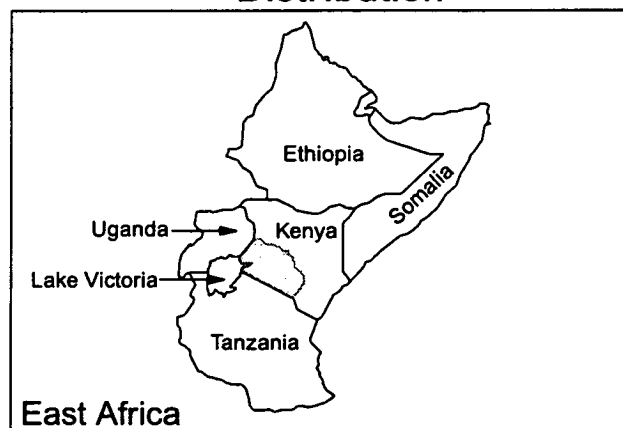 Distribution
Ethiopia
Somalia
Uganda
Kenya
Lake Victoria
Tanzania
East Africa